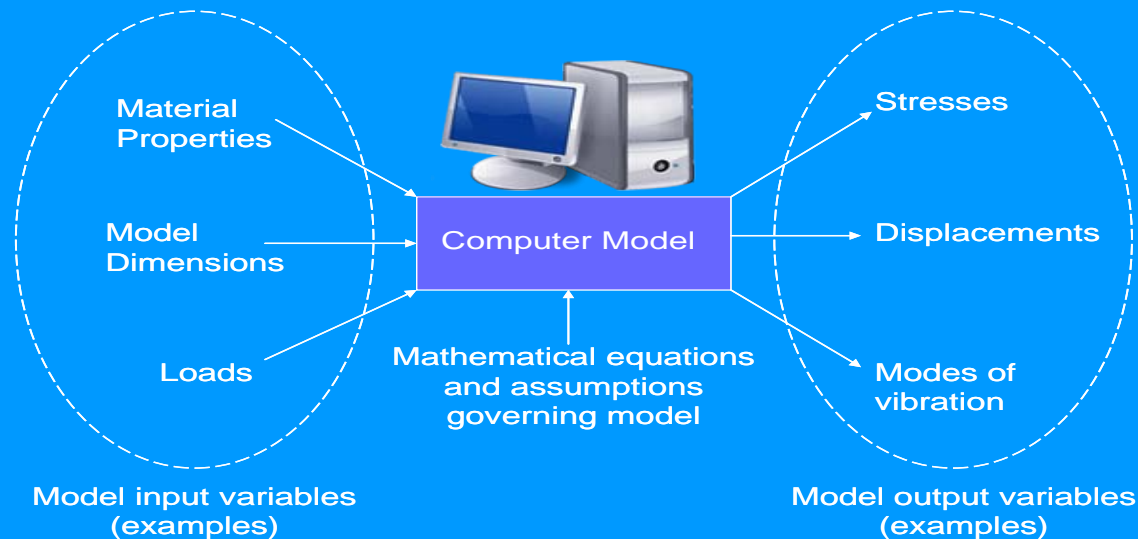 Material
Properties
Model
Dimensions
Loads
Model input variables
(examples)
Computer Model
Mathematical equations
and assumptions
governing model
Stresses
Displacements
Modes of
vibration
Model output variables
(examples)